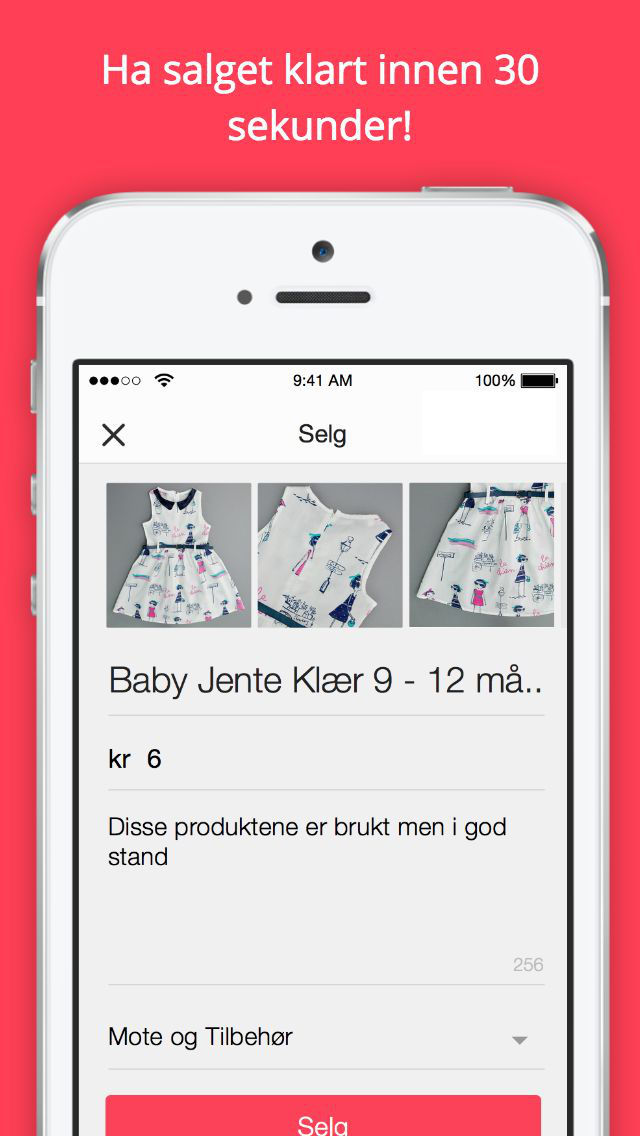 Ha salget klart innen 30
sekunder!
9:41 AM
100%
Selg
Baby Jente Klær 9 - 12 må..
kr 6
Disse produktene er brukt men i god
stand
256
Mote og Tilbehør
Selg